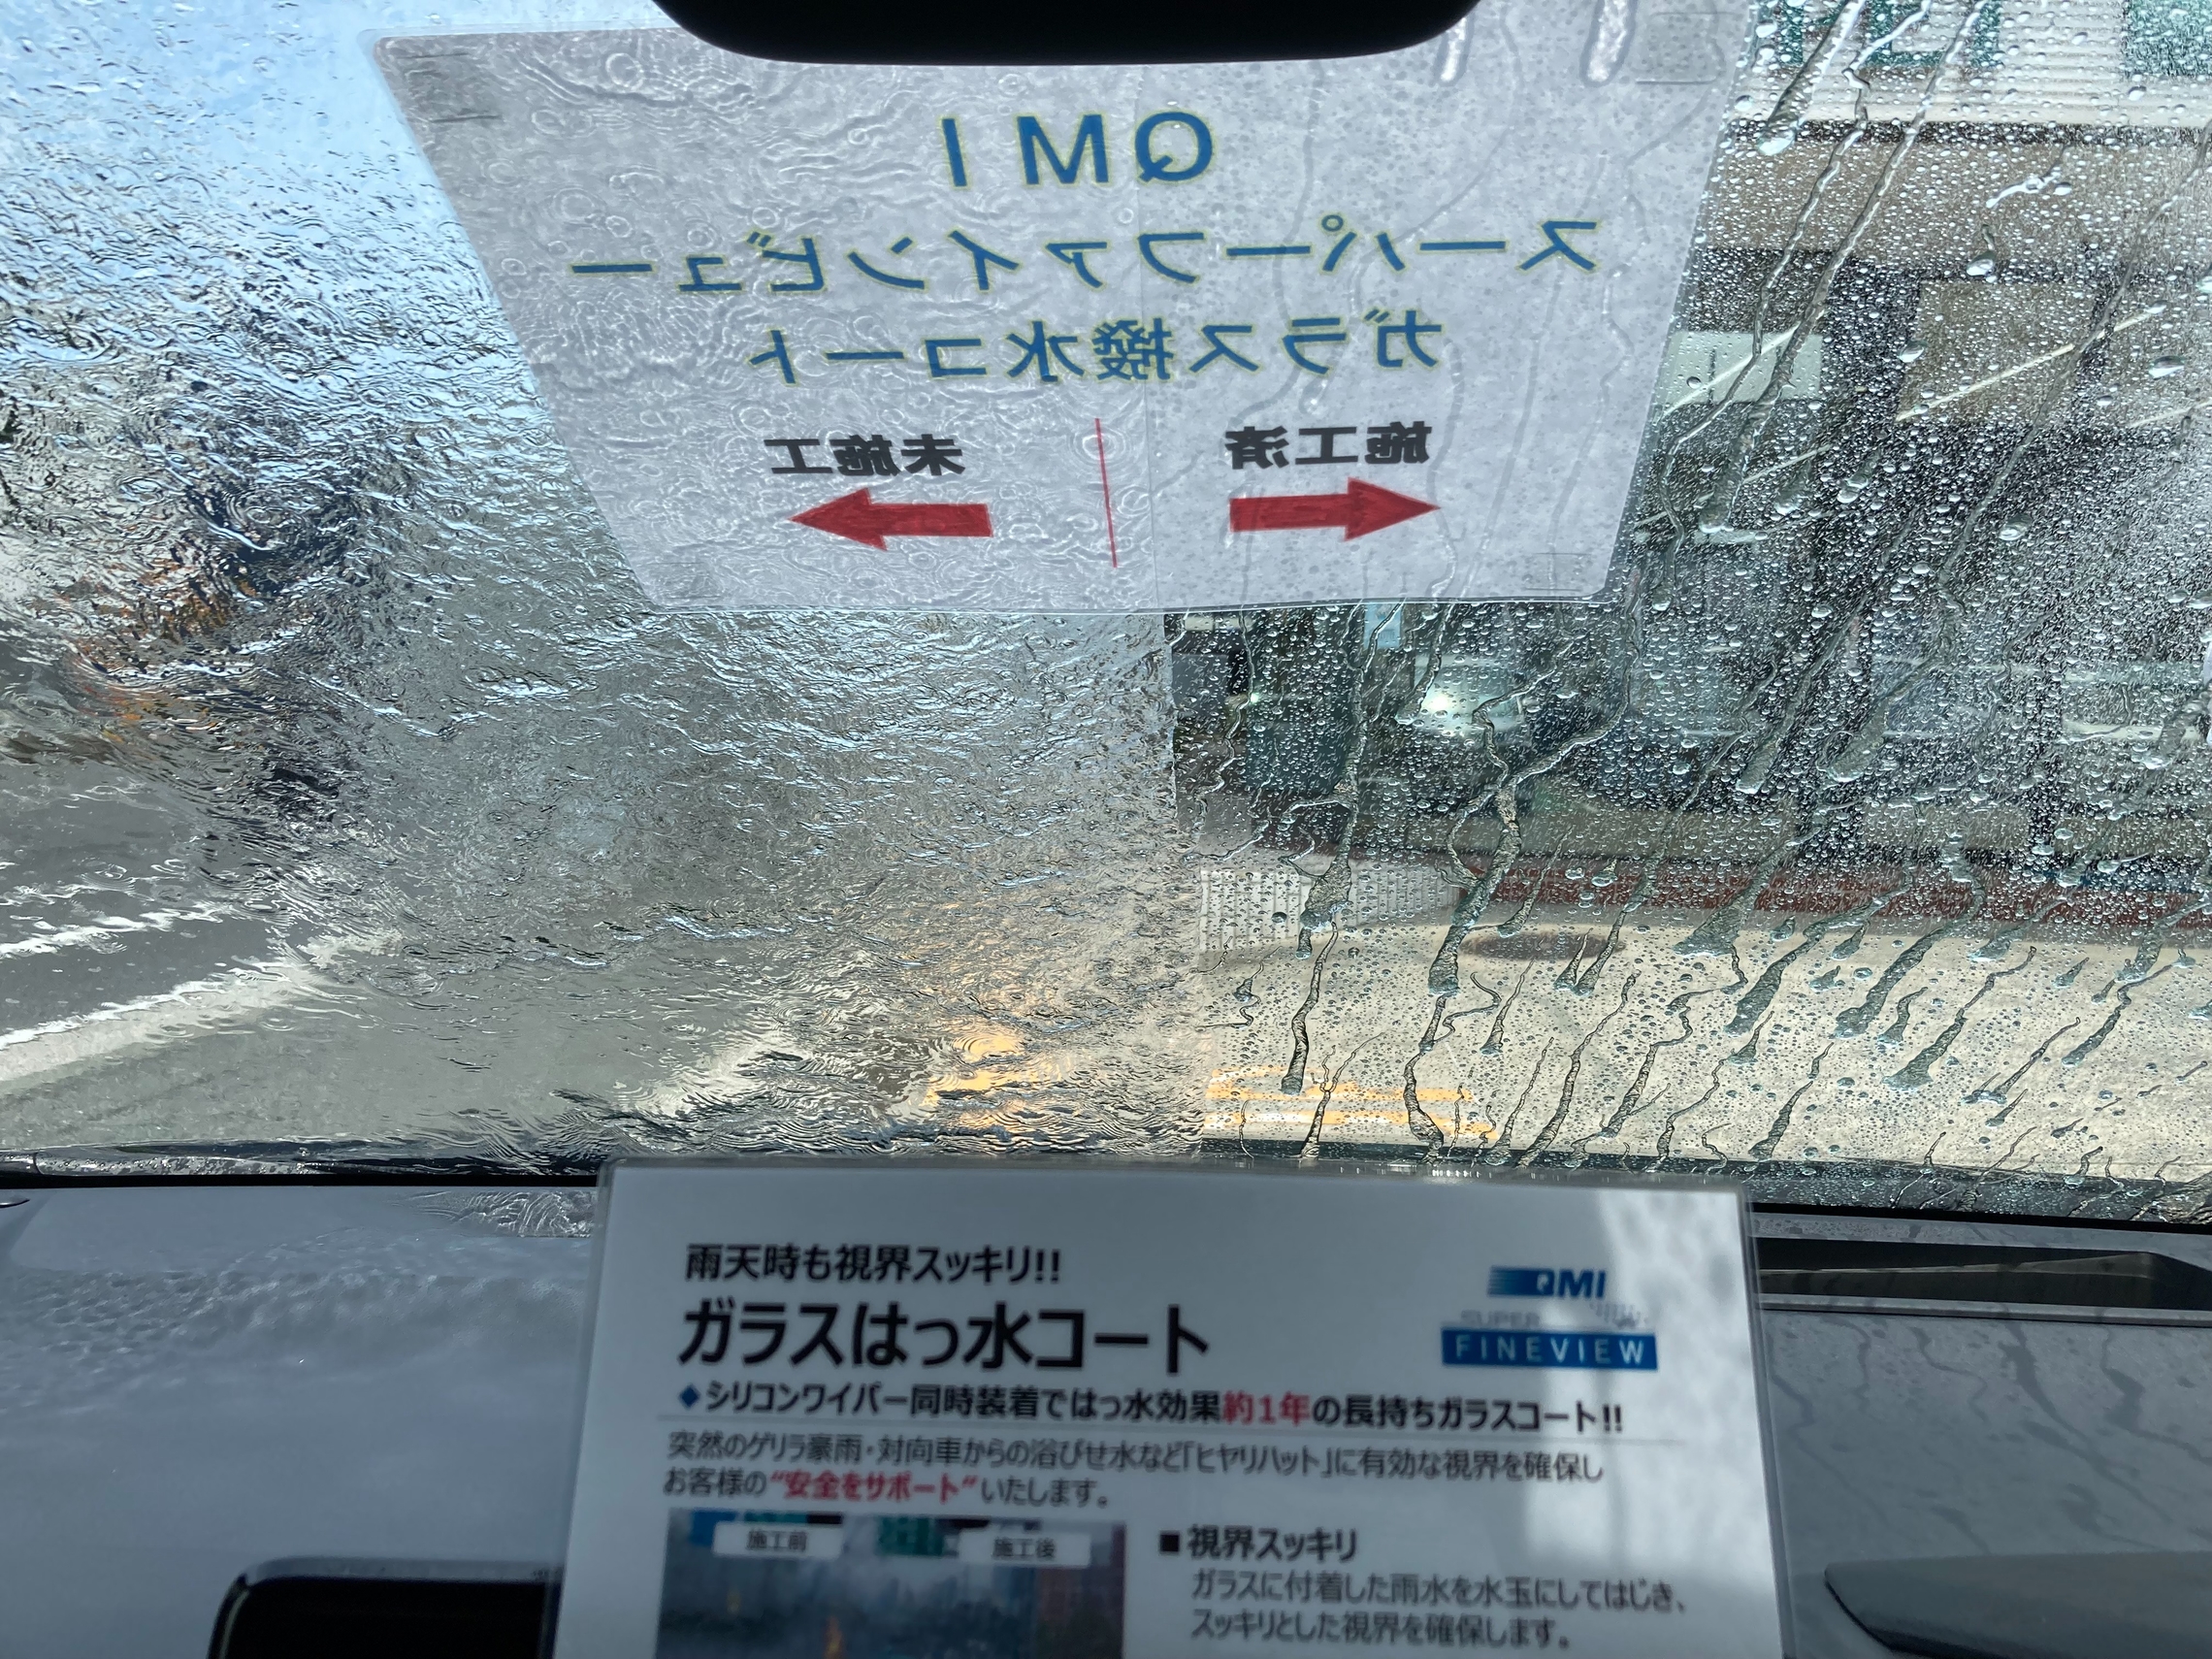 QMI
スーパーファインビュー
ガラス撥水コート
未施工 施工済
雨天時も視界スッキリ!!
ガラスはっ水コート
QMI
SUPER
FINEVIEW
◆シリコンワイパー同時装着ではっ水効果約1年の長持ちガラスコート!!
突然のゲリラ豪雨・対向車からの浴びせ水など「ヒヤリハット」に有効な視界を確保し
お客様の“安全をサポート”いたします。
施工前 施工後
■視界スッキリ
ガラスに付着した雨水を水玉にしてはじき、
スッキリとした視界を確保します。